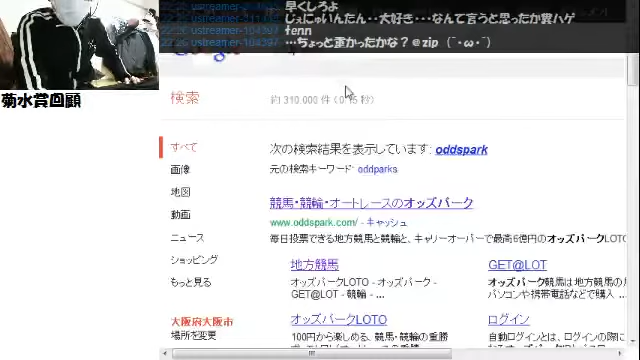 早くしろよ
じぇにゅいんたん‥大好き‥‥なんて言うと思ったか糞ハゲ
fenn
22:26 ustreamer-104397 …ちょっと重かったかな？@zip (¯・ω・¯)
菊水賞回顧
検索
約 310,000 件
すべて
次の検索結果を表示しています: oddspark
画像
元の検索キーワード: oddparks
地図
競馬・競輪・オートレースのオッズパーク
動画
www.oddspark.com/ - キャッシュ
ニュース
毎日投票できる地方競馬と競輪と、キャリーオーバーで最高6億円のオッズパークLOTO
ショッピング
地方競馬
GET@LOT
もっと見る
オッズパークLOTO - オッズパーク -
GET@LOT - 競輪 - ...
オッズパーク競馬は地方競馬の
パソコンや携帯電話などで購入 ...
大阪府大阪市
場所を変更
オッズパークLOTO
ログイン
100円から楽しめる、競馬・競輪の重勝
自動ログインとは、ログインの際に